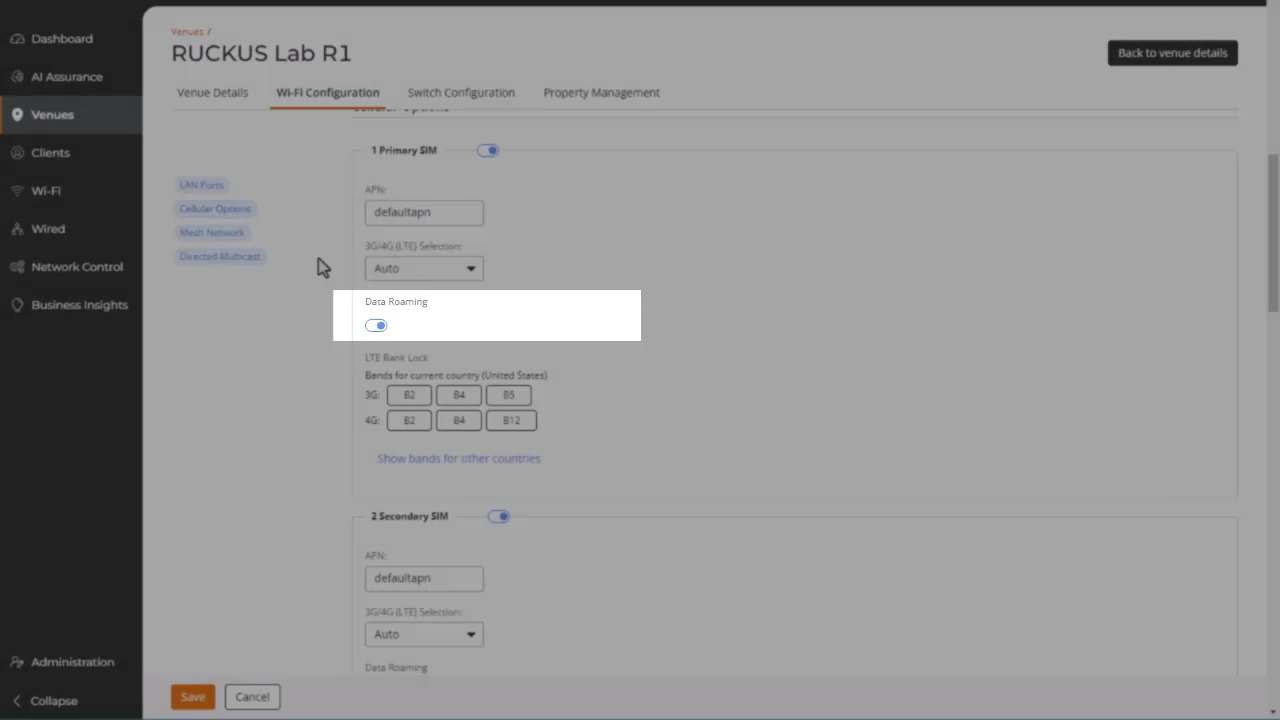 Dashboard
AI Assurance
Venues
Clients
Wi-Fi
Wired
Network Control
Business Insights
Administration
Collapse
Venues /
RUCKUS Lab R1
Back to venue details
Venue Details
Wi-Fi Configuration
Switch Configuration
Property Management
LAN Ports
Cellular Options
Mesh Network
Directed Multicast
Cellular Options
1 Primary SIM
APN:
defaultapn
3G/4G (LTE) Selection:
Auto
Data Roaming
LTE Bank Lock
Bands for current country (United States)
3G: B2 B4 B5
4G: B2 B4 B12
Show bands for other countries
2 Secondary SIM
APN:
defaultapn
3G/4G (LTE) Selection:
Auto
Data Roaming
Save
Cancel